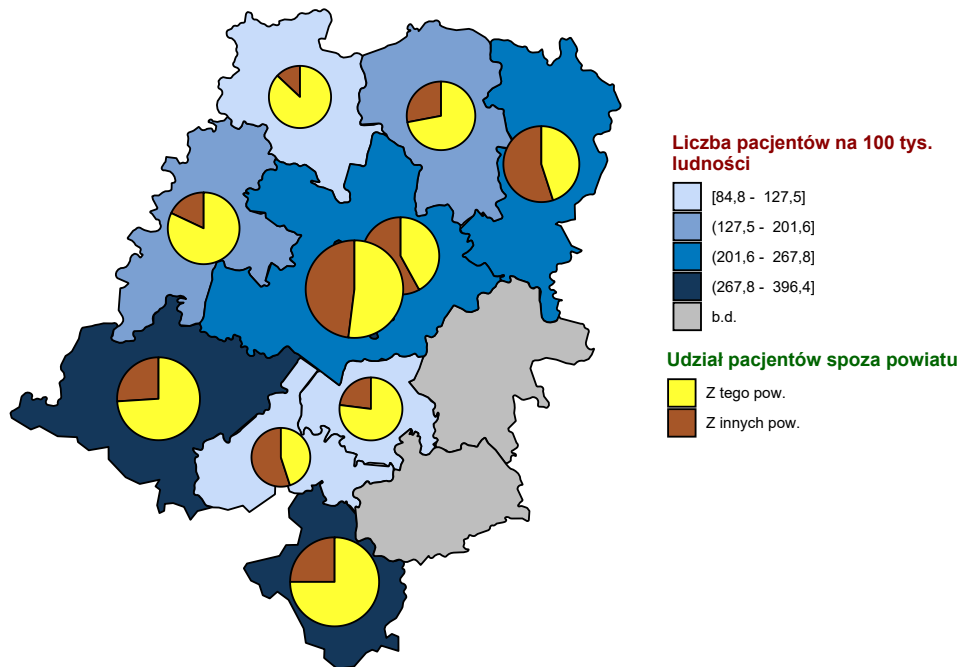 Liczba pacjentów na 100 tys.
ludności
[84,8 - 127,5]
(127,5 - 201,6]
(201,6 - 267,8]
(267,8 - 396,4]
b.d.
Udział pacjentów spoza powiatu
Z tego pow.
Z innych pow.